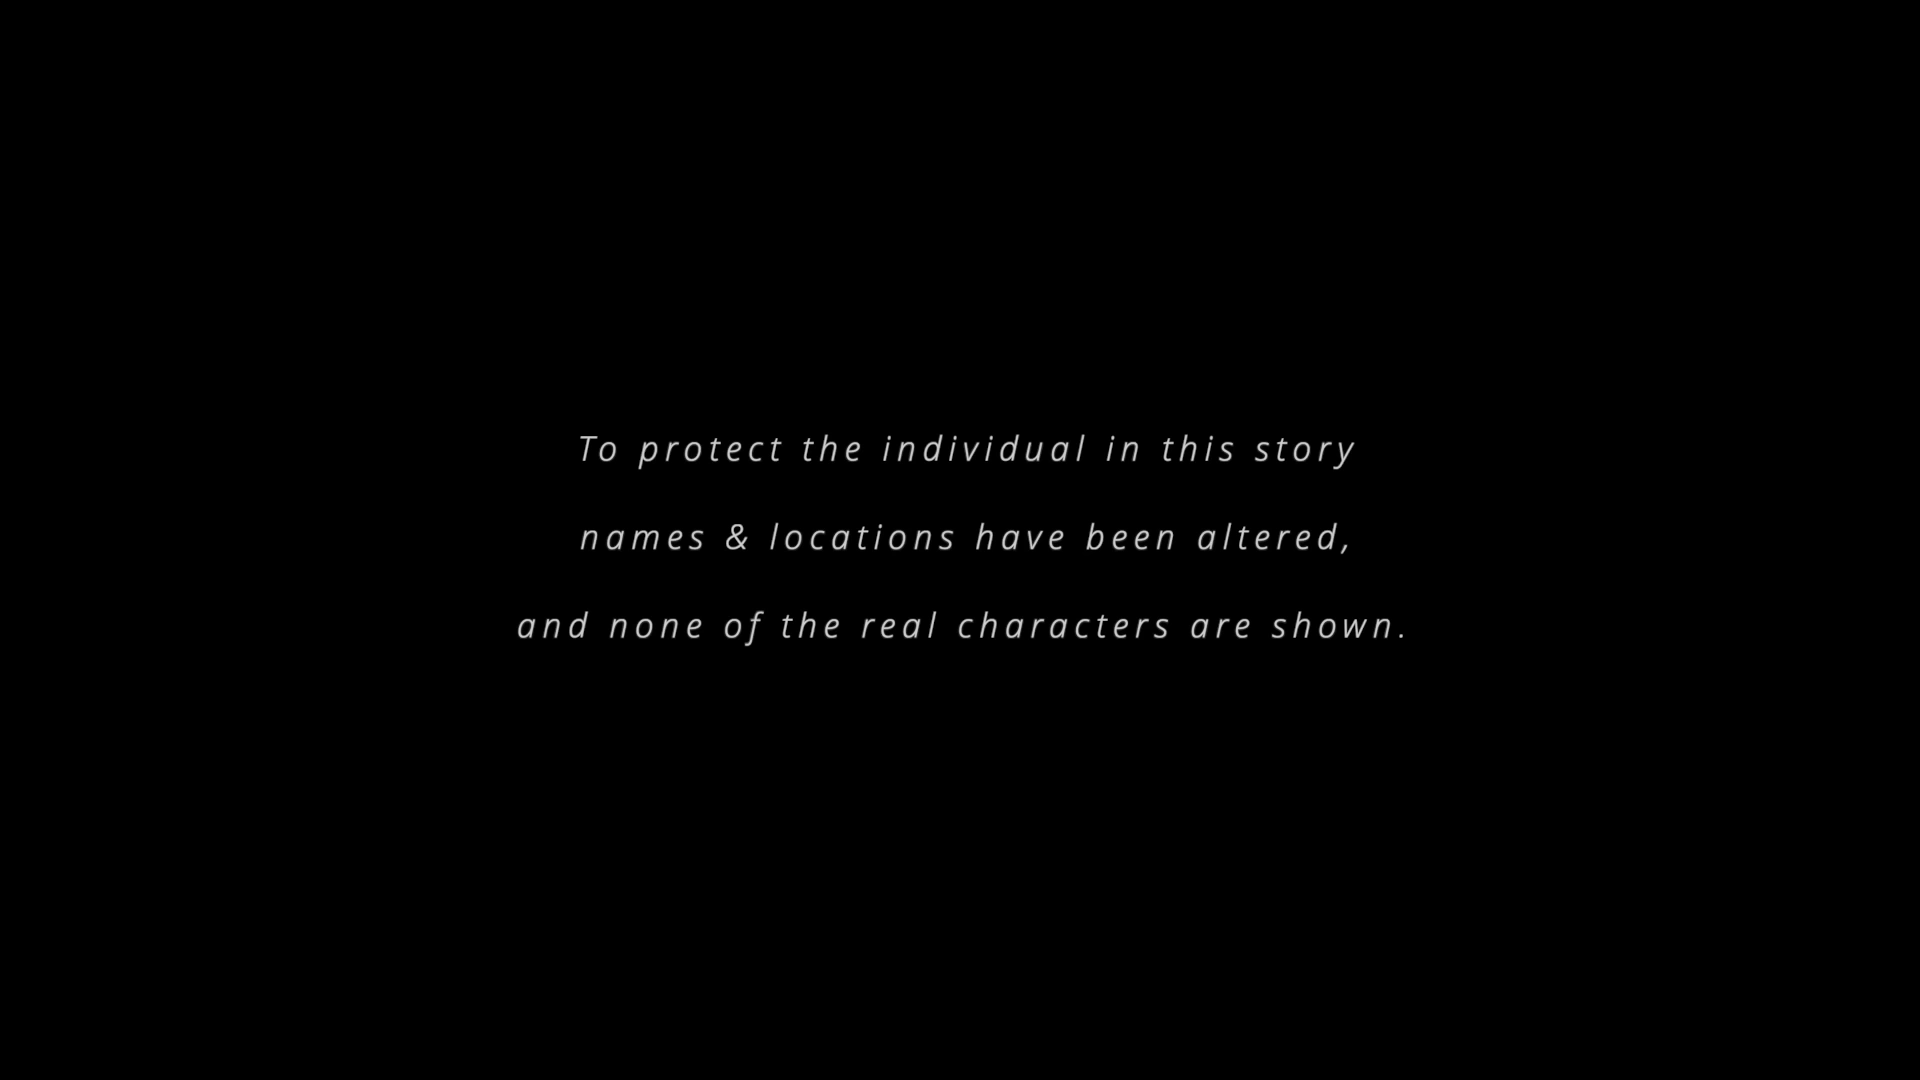 To protect the individual in this story
names & locations have been altered,
and none of the real characters are shown.